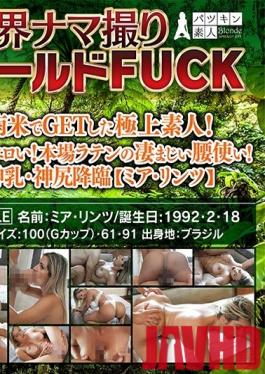 界ナマ撮り
ールドFUCK
パツキン
素人 Blonde
南米でGETした極上素人！
エロい！本場ラテンの凄まじい腰使い！
乳・神尻降臨【ミア・リンツ】
LE 名前：ミア・リンツ/誕生日：1992・2・18
イズ：100（Gカップ）・61・91 出身地：ブラジル
JAVHD